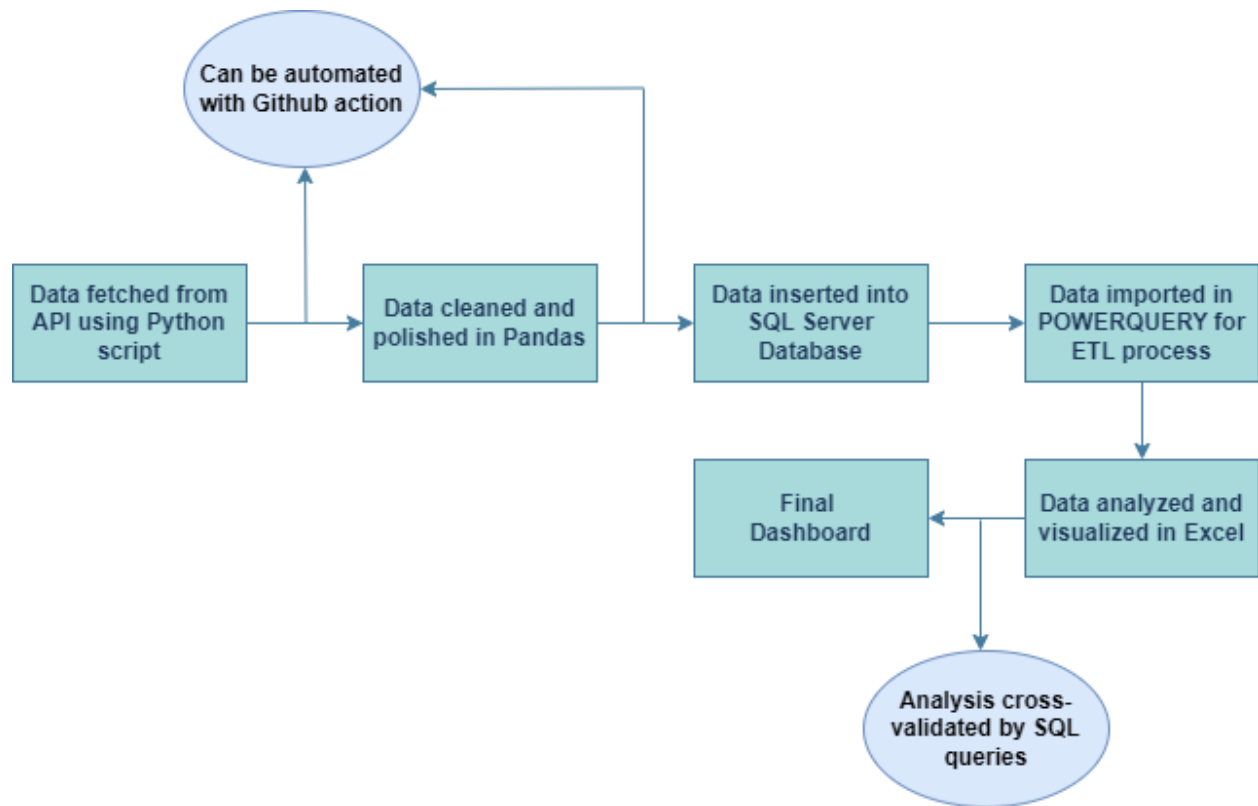 Can be automated
with Github action
Data fetched from
API using Python
script
Data cleaned and
polished in Pandas
Data inserted into
SQL Server
Database
Data imported in
POWERQUERY for
ETL process
Data analyzed and
visualized in Excel
Final
Dashboard
Analysis cross-
validated by SQL
queries